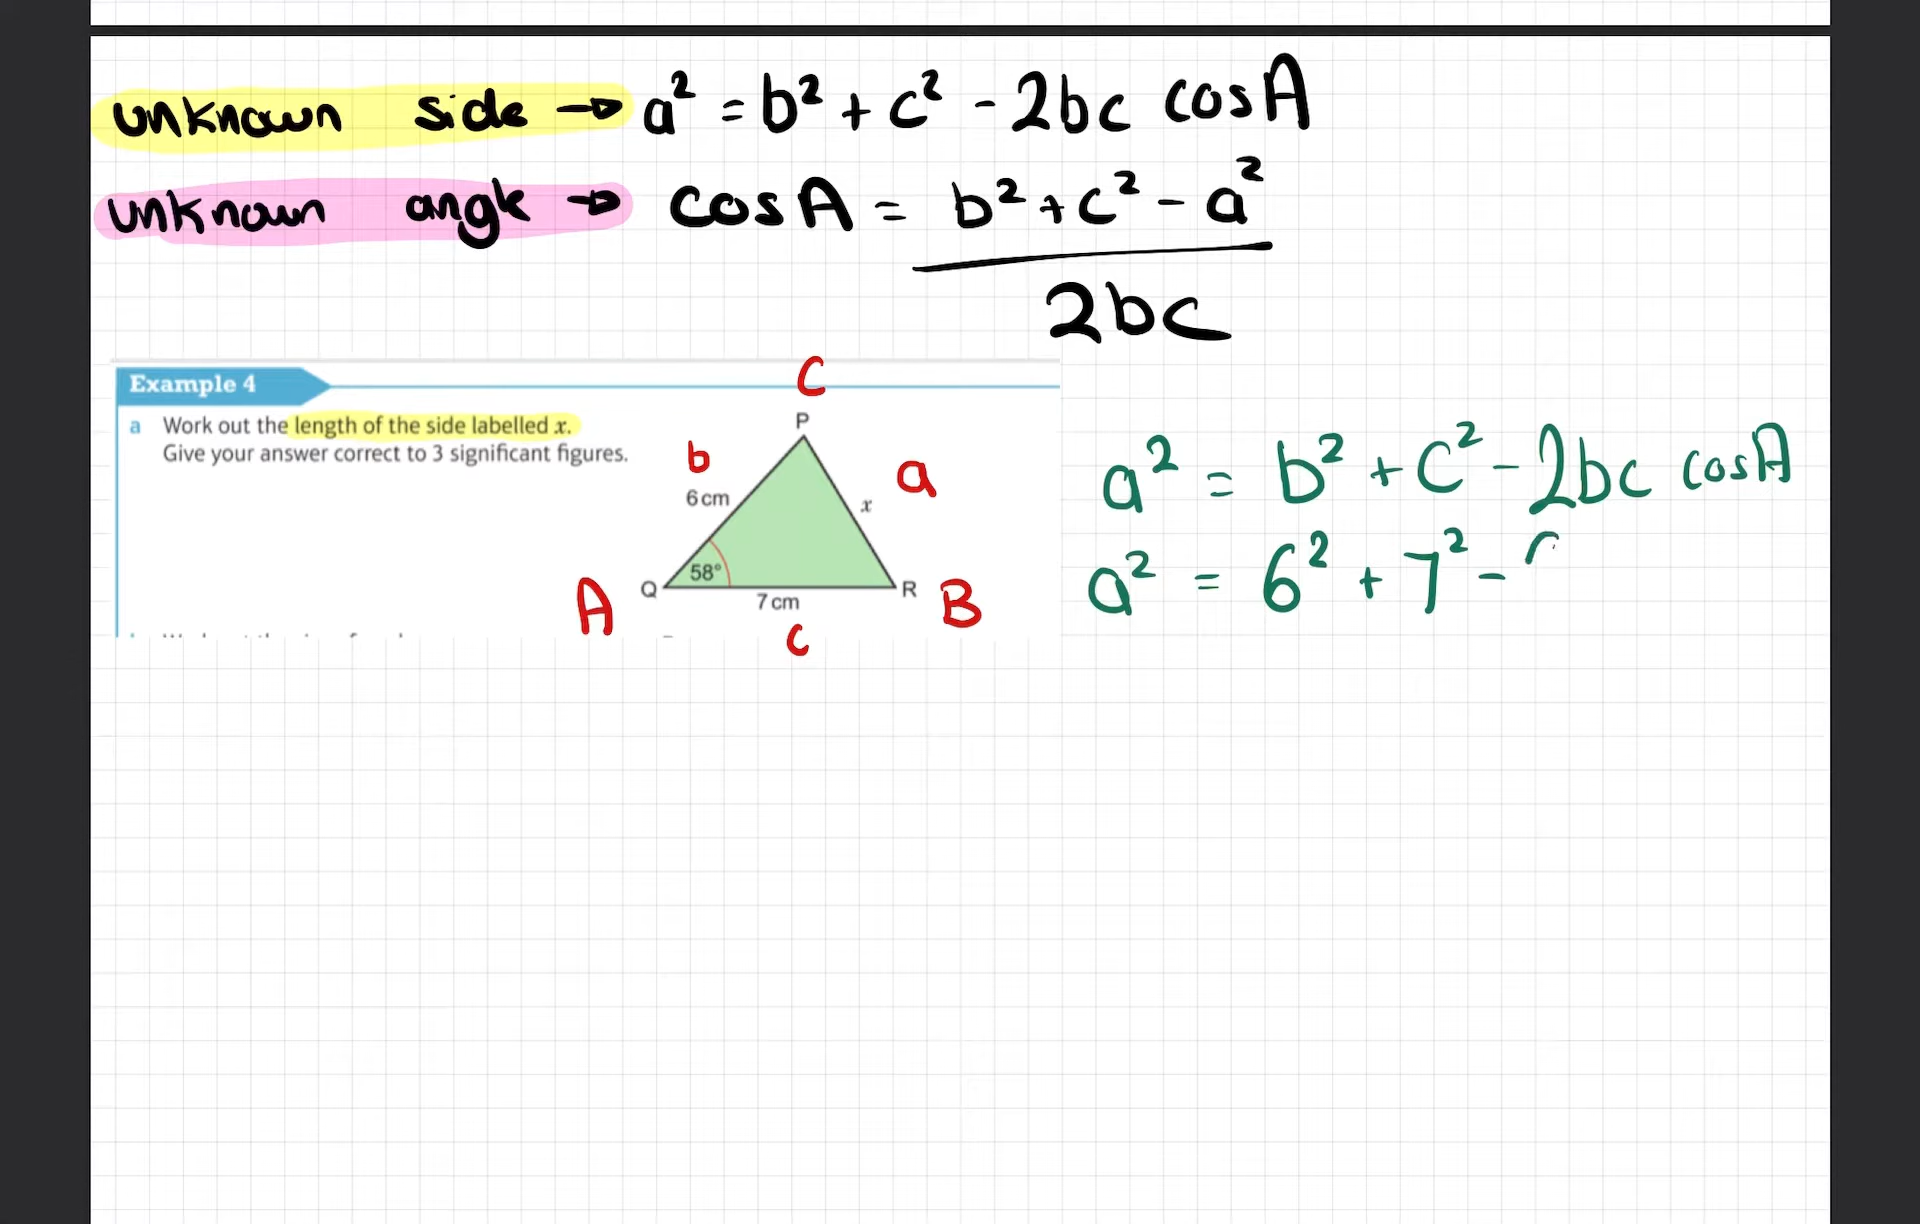 unknown side → a² = b² + c² - 2bc cosA
unknown angle → cosA = b² + c² - a²
2bc
Example 4
a Work out the length of the side labelled x.
Give your answer correct to 3 significant figures.
C
P
b
a
6 cm
x
58°
Q
R
A
7 cm
B
c
a² = b² + c² - 2bc cosA
a² = 6² + 7² -